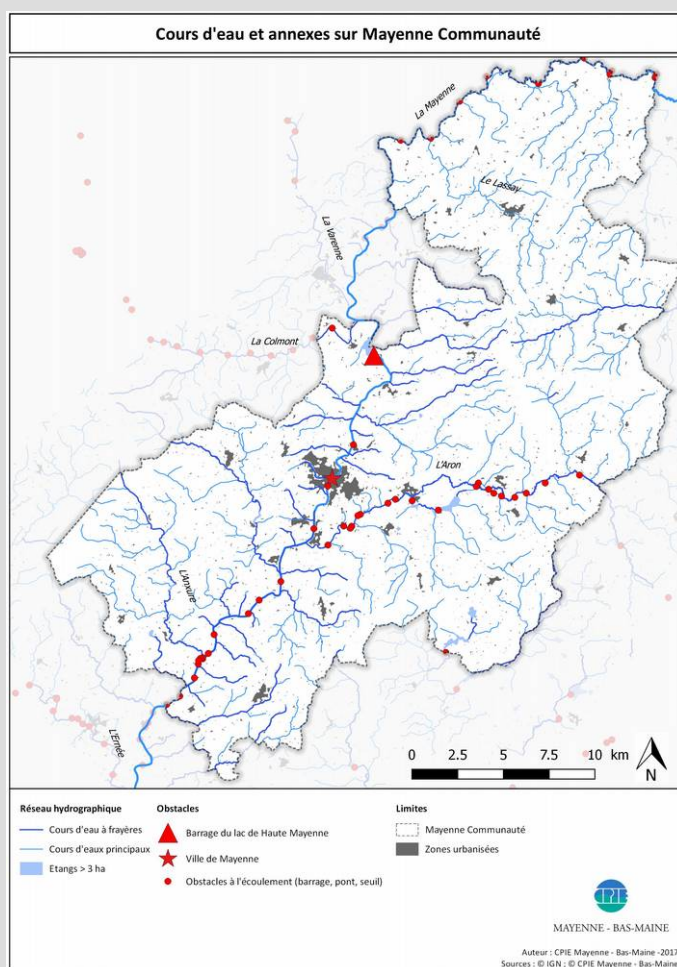 Cours d'eau et annexes sur Mayenne Communauté
La Mayenne
Le Lassay
La Varenne
La Colmont
L'Aron
L'Anxure
L'Ernée
0 2.5 5 7.5 10 km
N
Réseau hydrographique
Cours d'eau à frayères
Cours d'eaux principaux
Etangs > 3 ha
Obstacles
Barrage du lac de Haute Mayenne
Ville de Mayenne
Obstacles à l'écoulement (barrage, pont, seuil)
Limites
Mayenne Communauté
Zones urbanisées
CPIE
MAYENNE - BAS-MAINE
Auteur : CPIE Mayenne - Bas-Maine -2017
Sources : © IGN ; © CPIE Mayenne - Bas-Maine